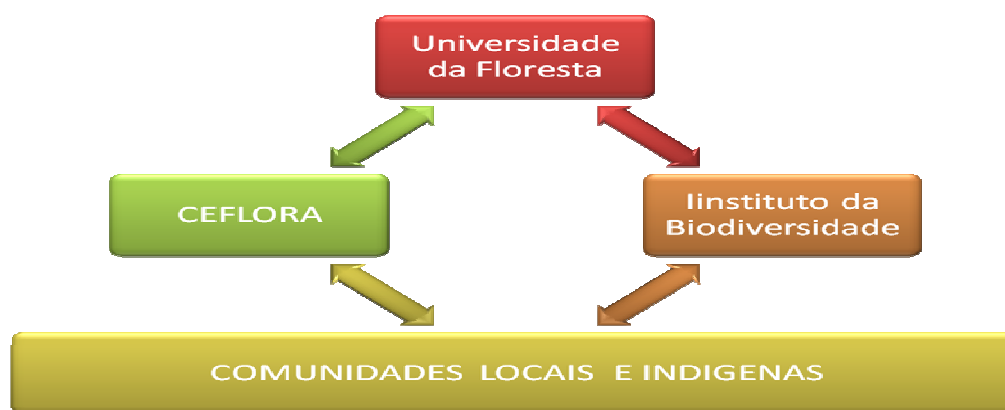 Universidade
da Floresta
CEFLORA
Iinstituto da
Biodiversidade
COMUNIDADES LOCAIS E INDIGENAS